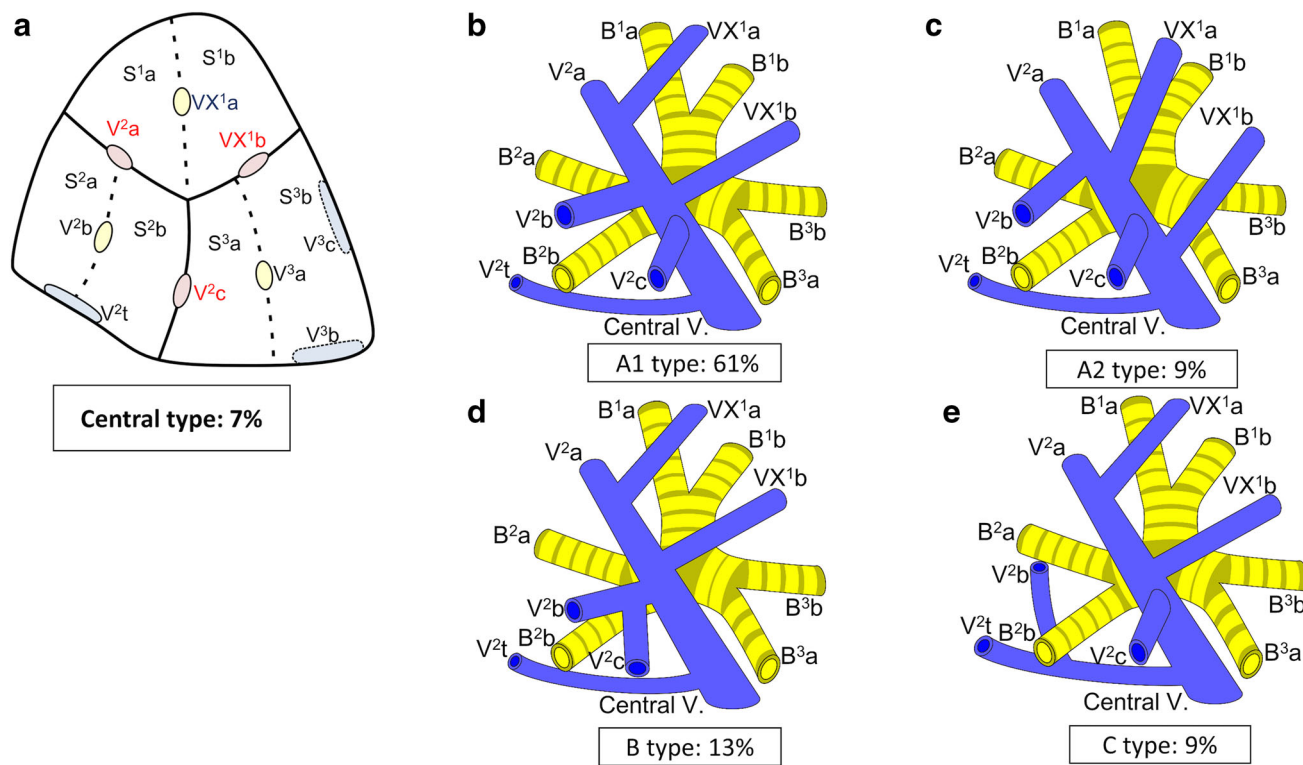 a
S¹a
S¹b
VX¹a
V²a
VX¹b
S²a
S³b
V²b
S²b
S³a
V³c
V³a
V²c
V²t
V³b
Central type: 7%
b
B¹a
VX¹a
B¹b
V²a
VX¹b
B²a
V²b
B³b
B²b
V²t
V²c
B³a
Central V.
A1 type: 61%
c
B¹a
VX¹a
B¹b
V²a
VX¹b
B²a
V²b
B³b
B²b
V²t
V²c
B³a
Central V.
A2 type: 9%
d
B¹a
VX¹a
B¹b
V²a
VX¹b
B²a
B³b
V²b
B²b
V²t
V²c
B³a
Central V.
B type: 13%
e
B¹a
VX¹a
B¹b
V²a
VX¹b
B²a
V²b
B³b
V²t
B²b
V²c
B³a
Central V.
C type: 9%